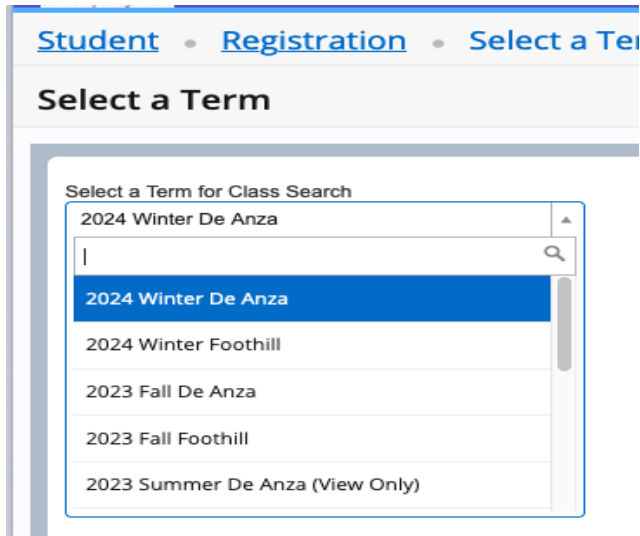 Student • Registration • Select a
Select a Term
Select a Term for Class Search
2024 Winter De Anza
2024 Winter De Anza
2024 Winter Foothill
2023 Fall De Anza
2023 Fall Foothill
2023 Summer De Anza (View Only)